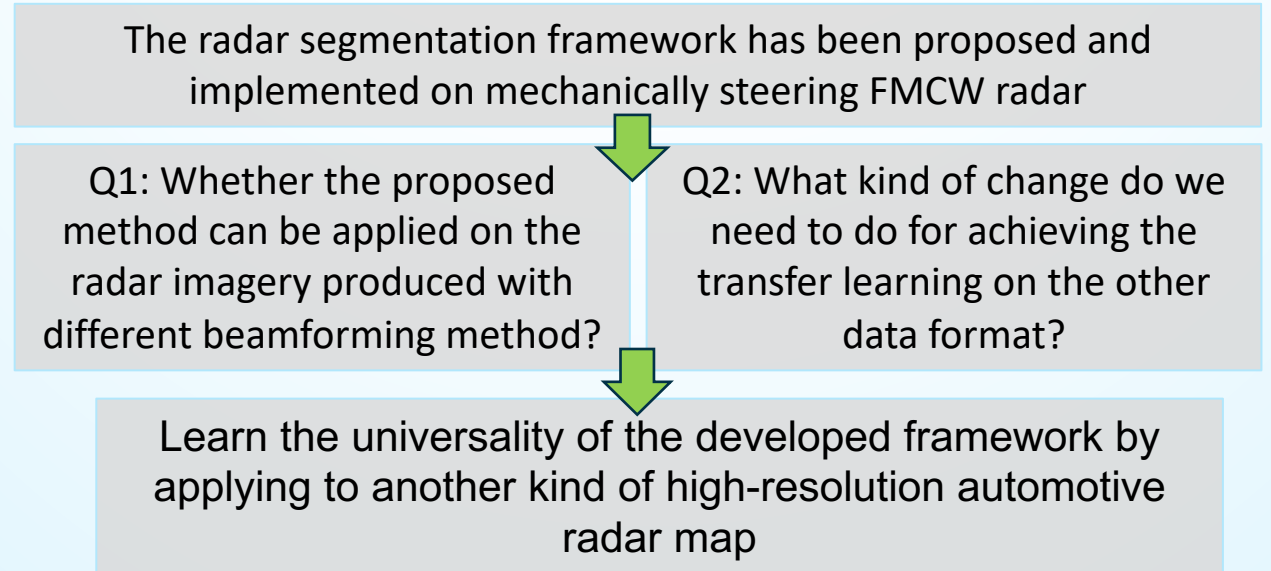 The radar segmentation framework has been proposed and
implemented on mechanically steering FMCW radar
Q1: Whether the proposed
method can be applied on the
radar imagery produced with
different beamforming method?
Q2: What kind of change do we
need to do for achieving the
transfer learning on the other
data format?
Learn the universality of the developed framework by
applying to another kind of high-resolution automotive
radar map